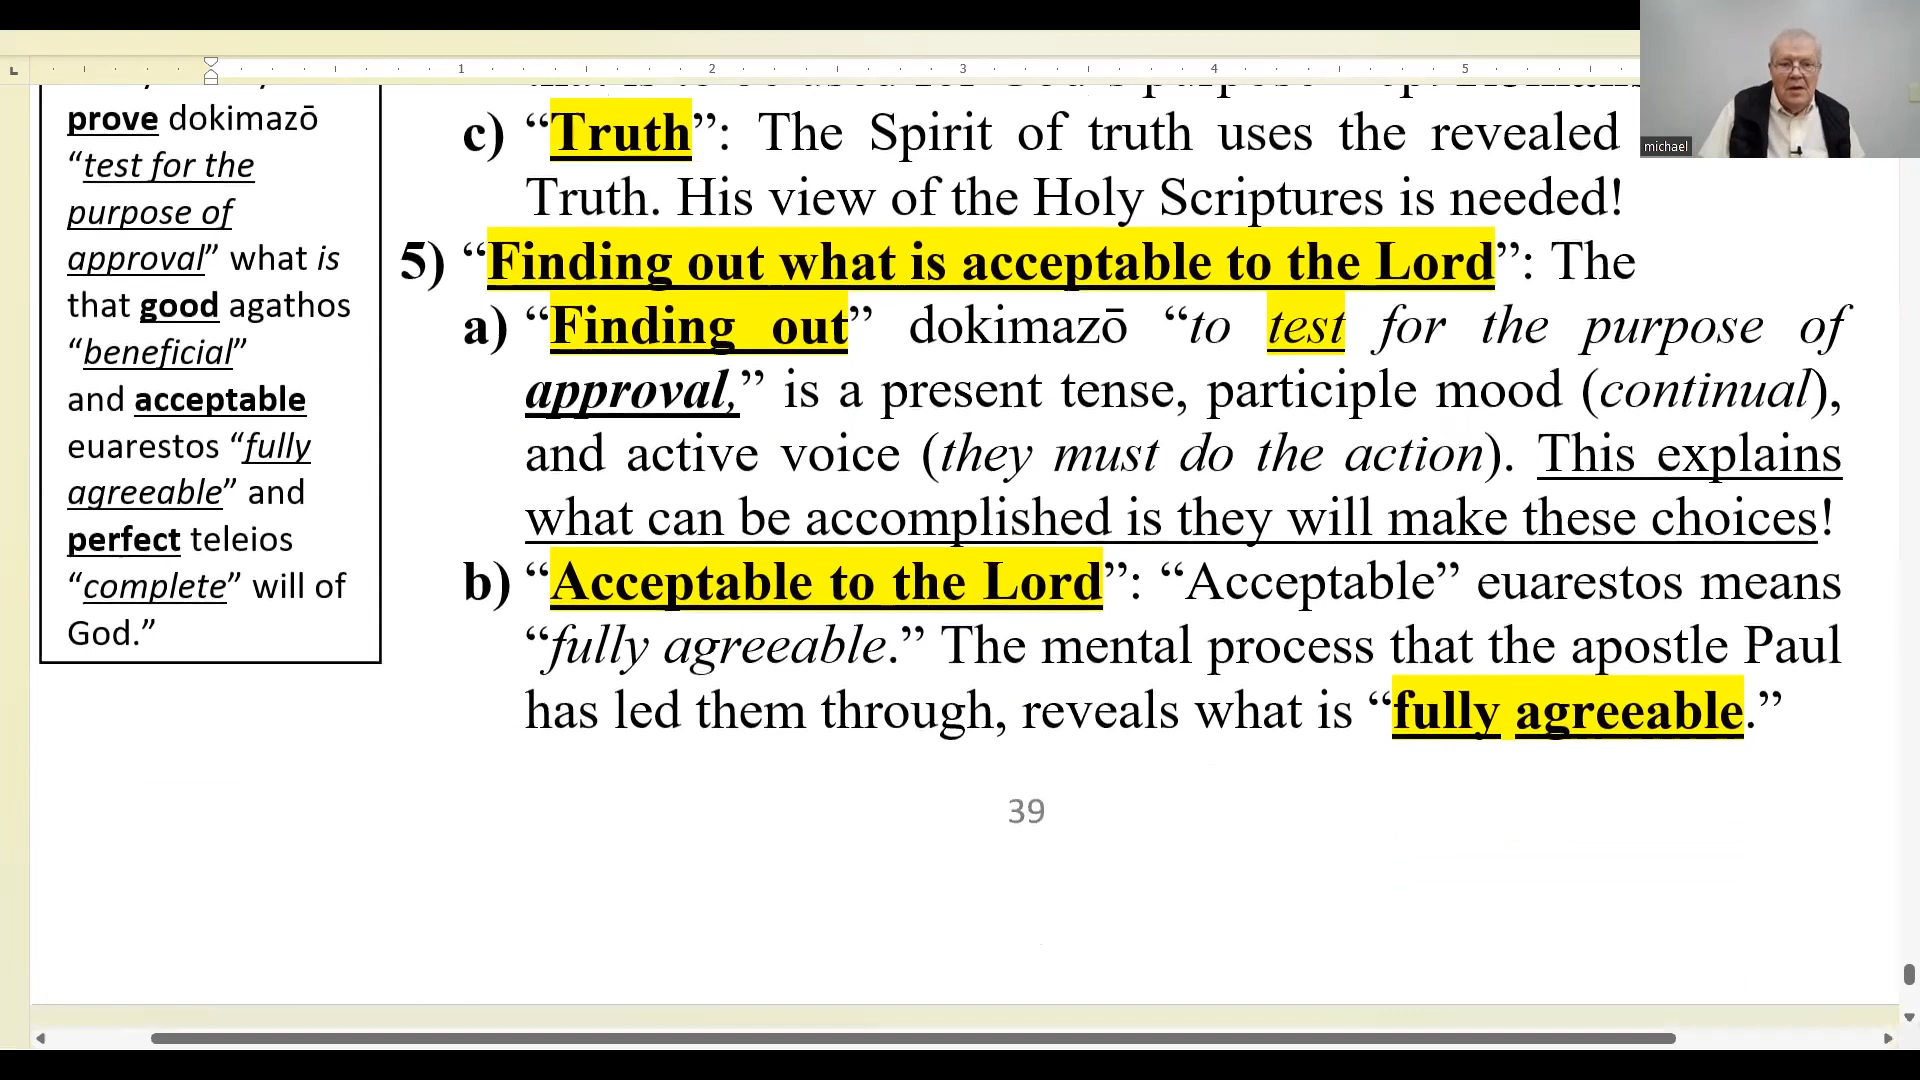 1 2 3 4 5
michael
prove dokimazō
“test for the
purpose of
approval” what is
that good agathos
“beneficial”
and acceptable
euarestos “fully
agreeable” and
perfect teleios
“complete” will of
God.”
c) “Truth”: The Spirit of truth uses the revealed
Truth. His view of the Holy Scriptures is needed!
5) “Finding out what is acceptable to the Lord”: The
a) “Finding out” dokimazō “to test for the purpose of
approval,” is a present tense, participle mood (continual),
and active voice (they must do the action). This explains
what can be accomplished is they will make these choices!
b) “Acceptable to the Lord”: “Acceptable” euarestos means
“fully agreeable.” The mental process that the apostle Paul
has led them through, reveals what is “fully agreeable.”
39